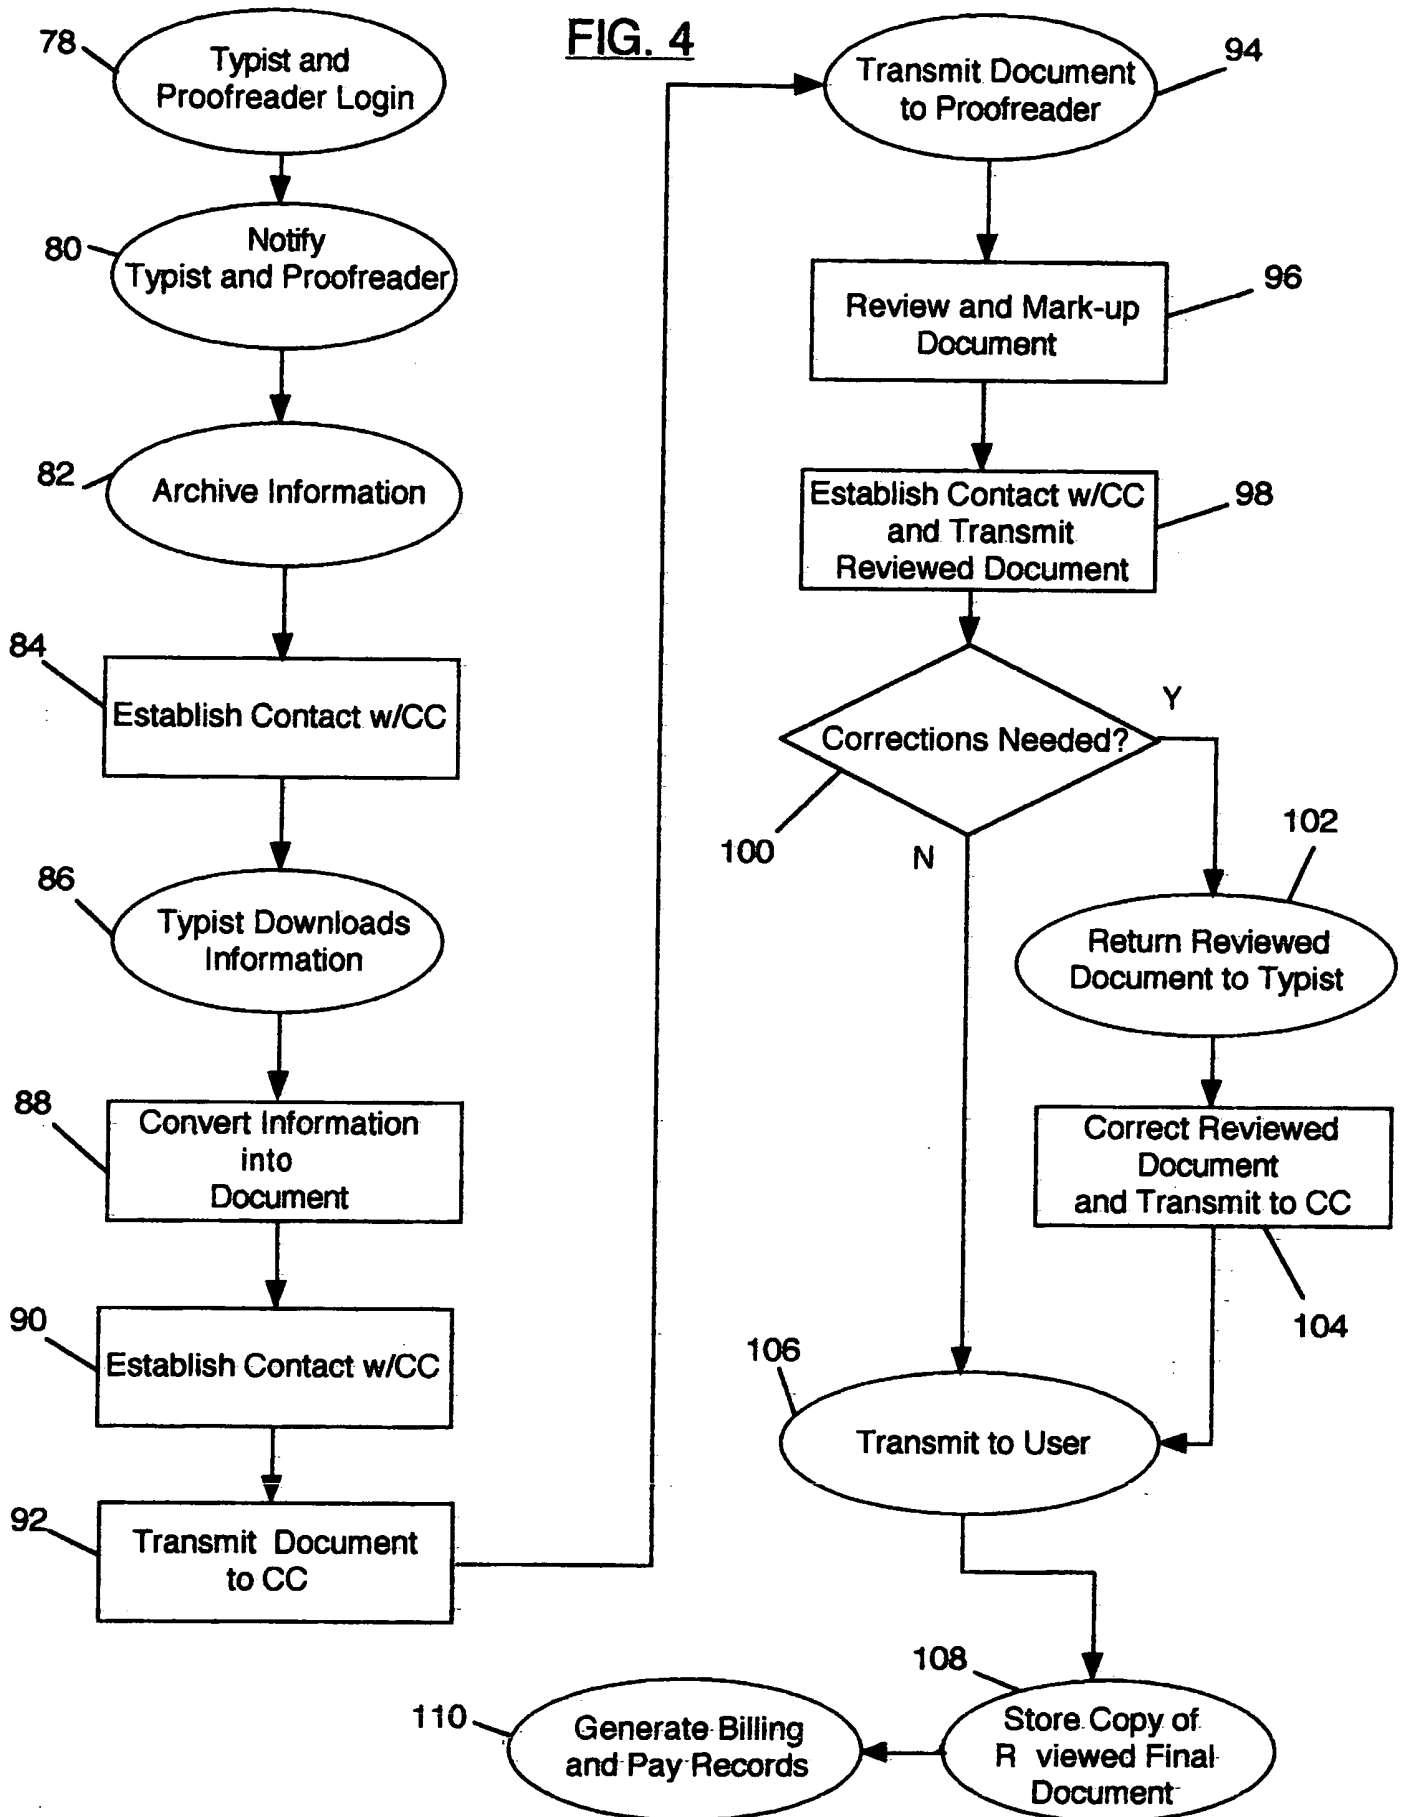 FIG. 4
78
Typist and
Proofreader Login
80
Notify
Typist and Proofreader
82
Archive Information
84
Establish Contact w/CC
86
Typist Downloads
Information
88
Convert Information
into
Document
90
Establish Contact w/CC
92
Transmit Document
to CC
94
Transmit Document
to Proofreader
96
Review and Mark-up
Document
98
Establish Contact w/CC
and Transmit
Reviewed Document
100
Corrections Needed?
Y
N
102
Return Reviewed
Document to Typist
104
Correct Reviewed
Document
and Transmit to CC
106
Transmit to User
108
Store Copy of
R viewed Final
Document
110
Generate Billing
and Pay Records